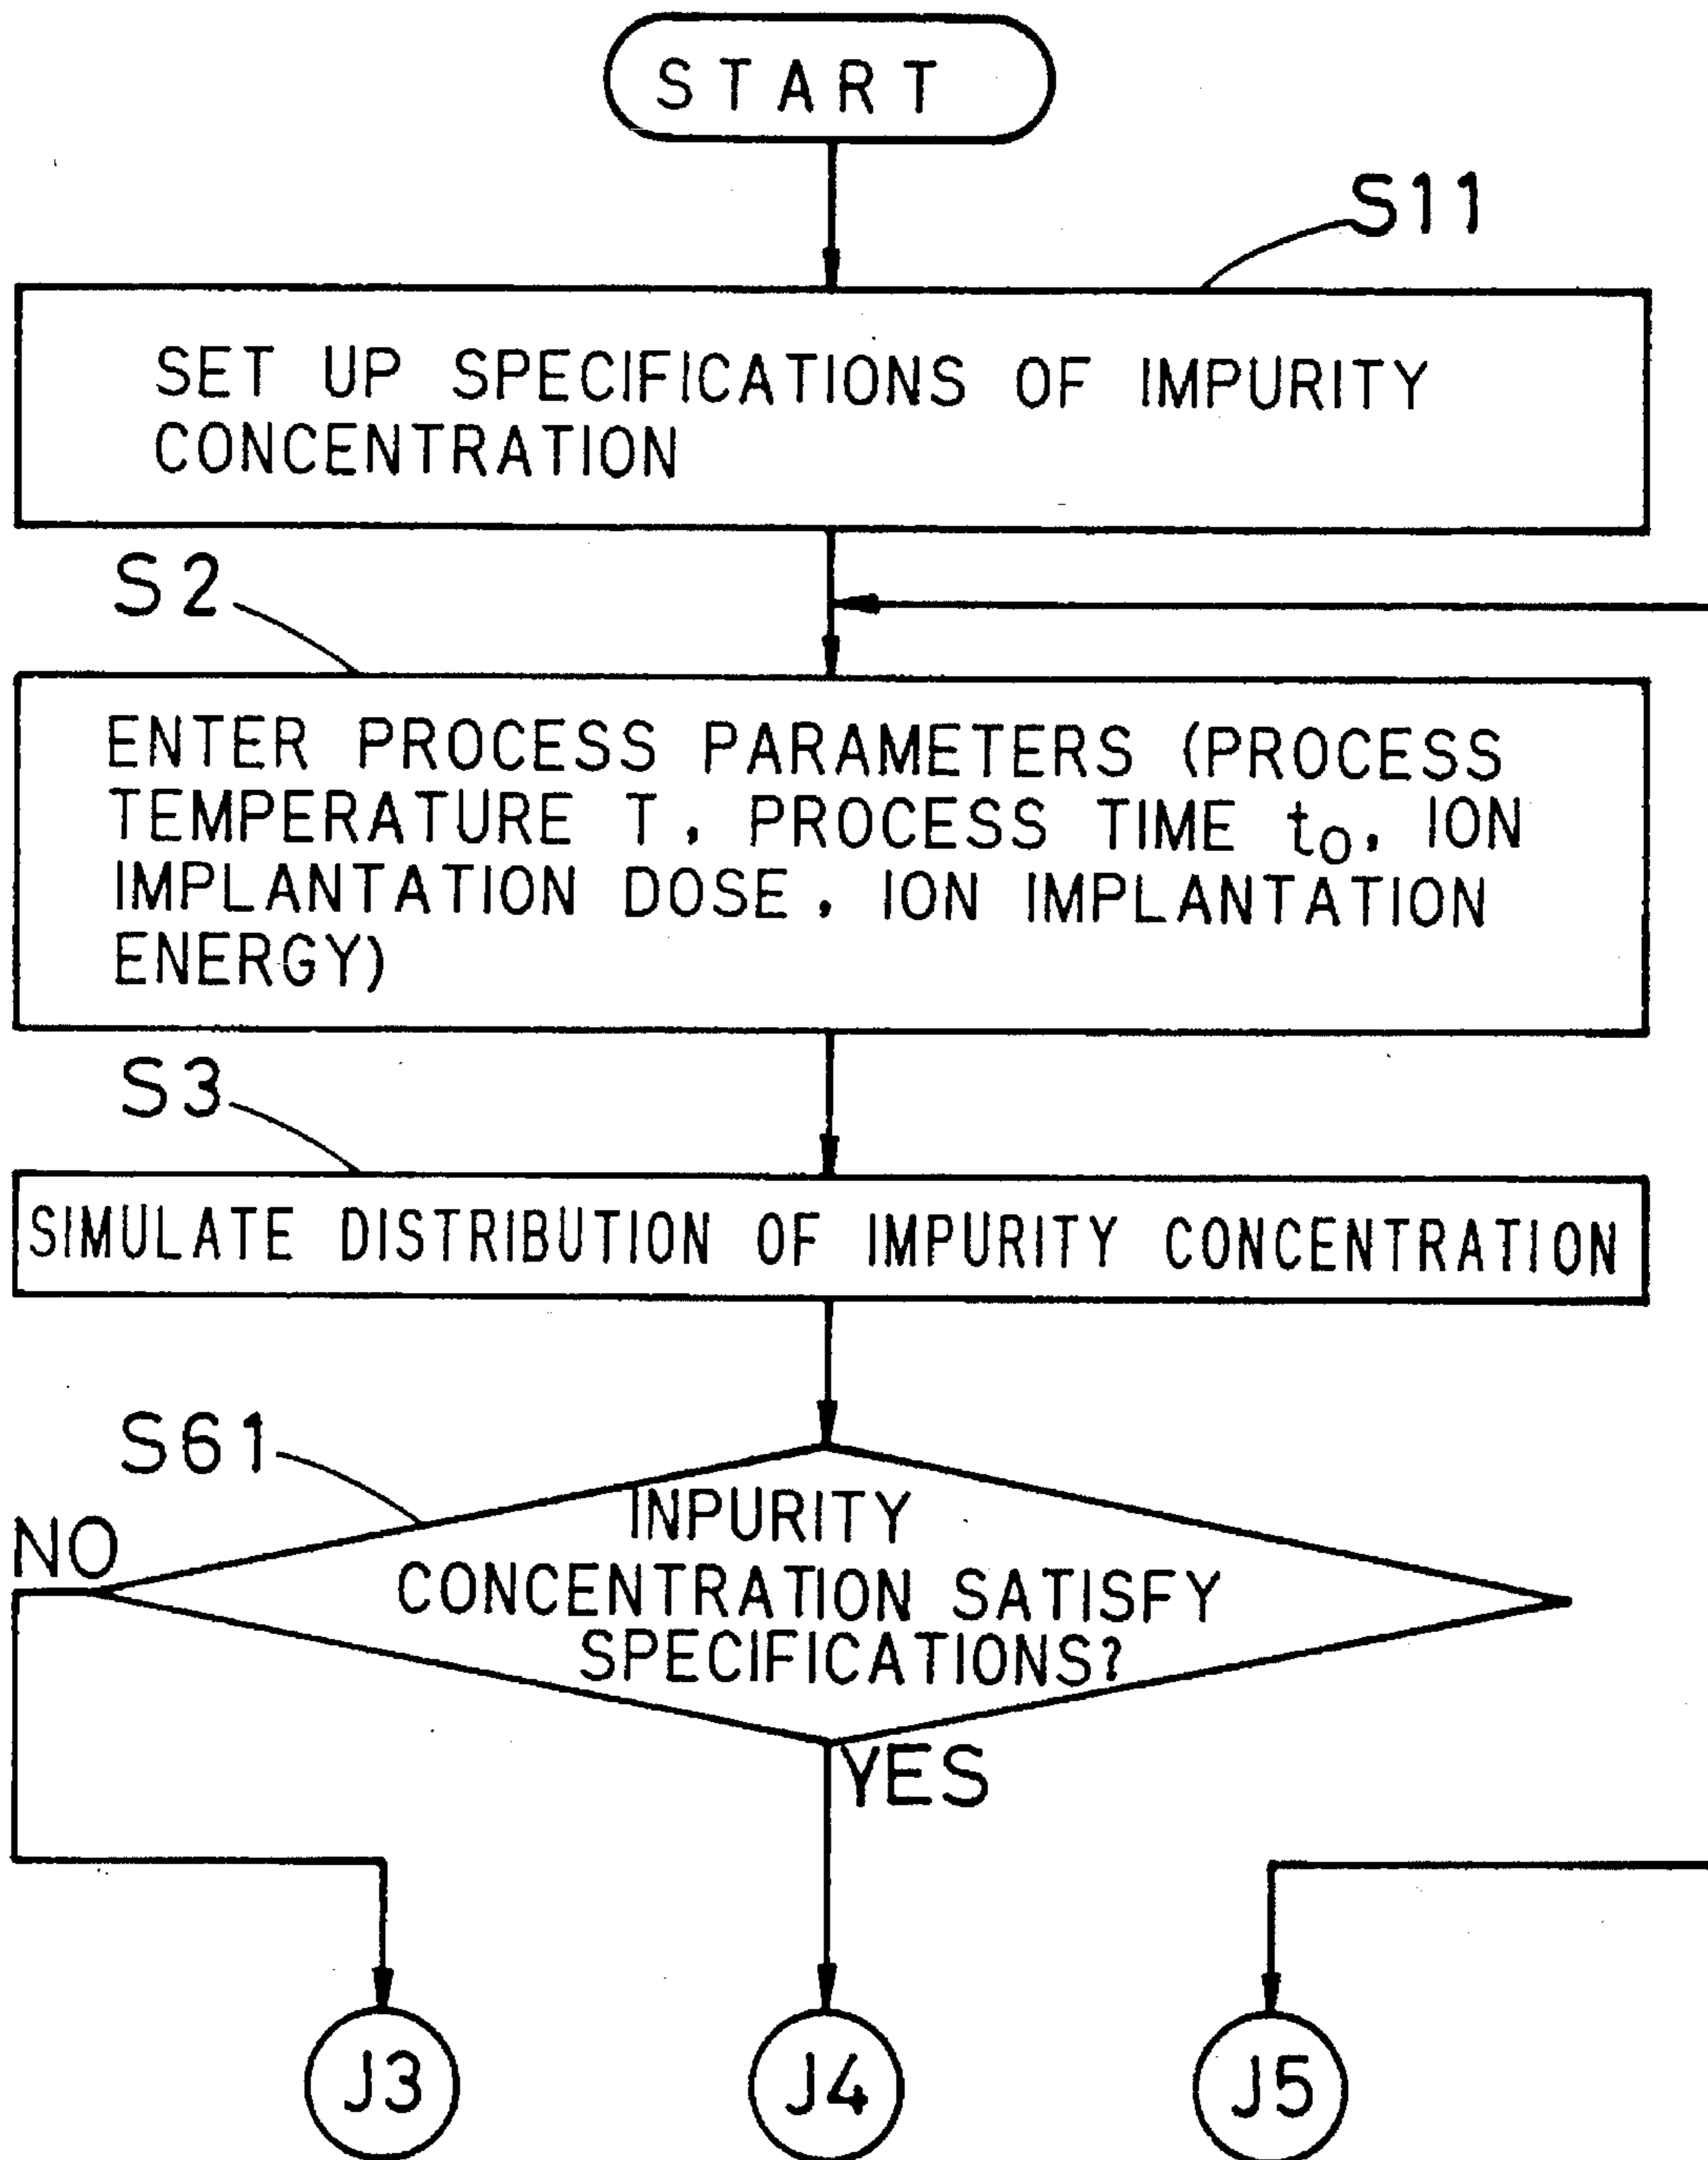 START
S11
SET UP SPECIFICATIONS OF IMPURITY
CONCENTRATION
S2
ENTER PROCESS PARAMETERS (PROCESS
TEMPERATURE T, PROCESS TIME to, ION
IMPLANTATION DOSE, ION IMPLANTATION
ENERGY)
S3
SIMULATE DISTRIBUTION OF IMPURITY CONCENTRATION
S61
NO
INPURITY
CONCENTRATION SATISFY
SPECIFICATIONS?
YES
J3
J4
J5